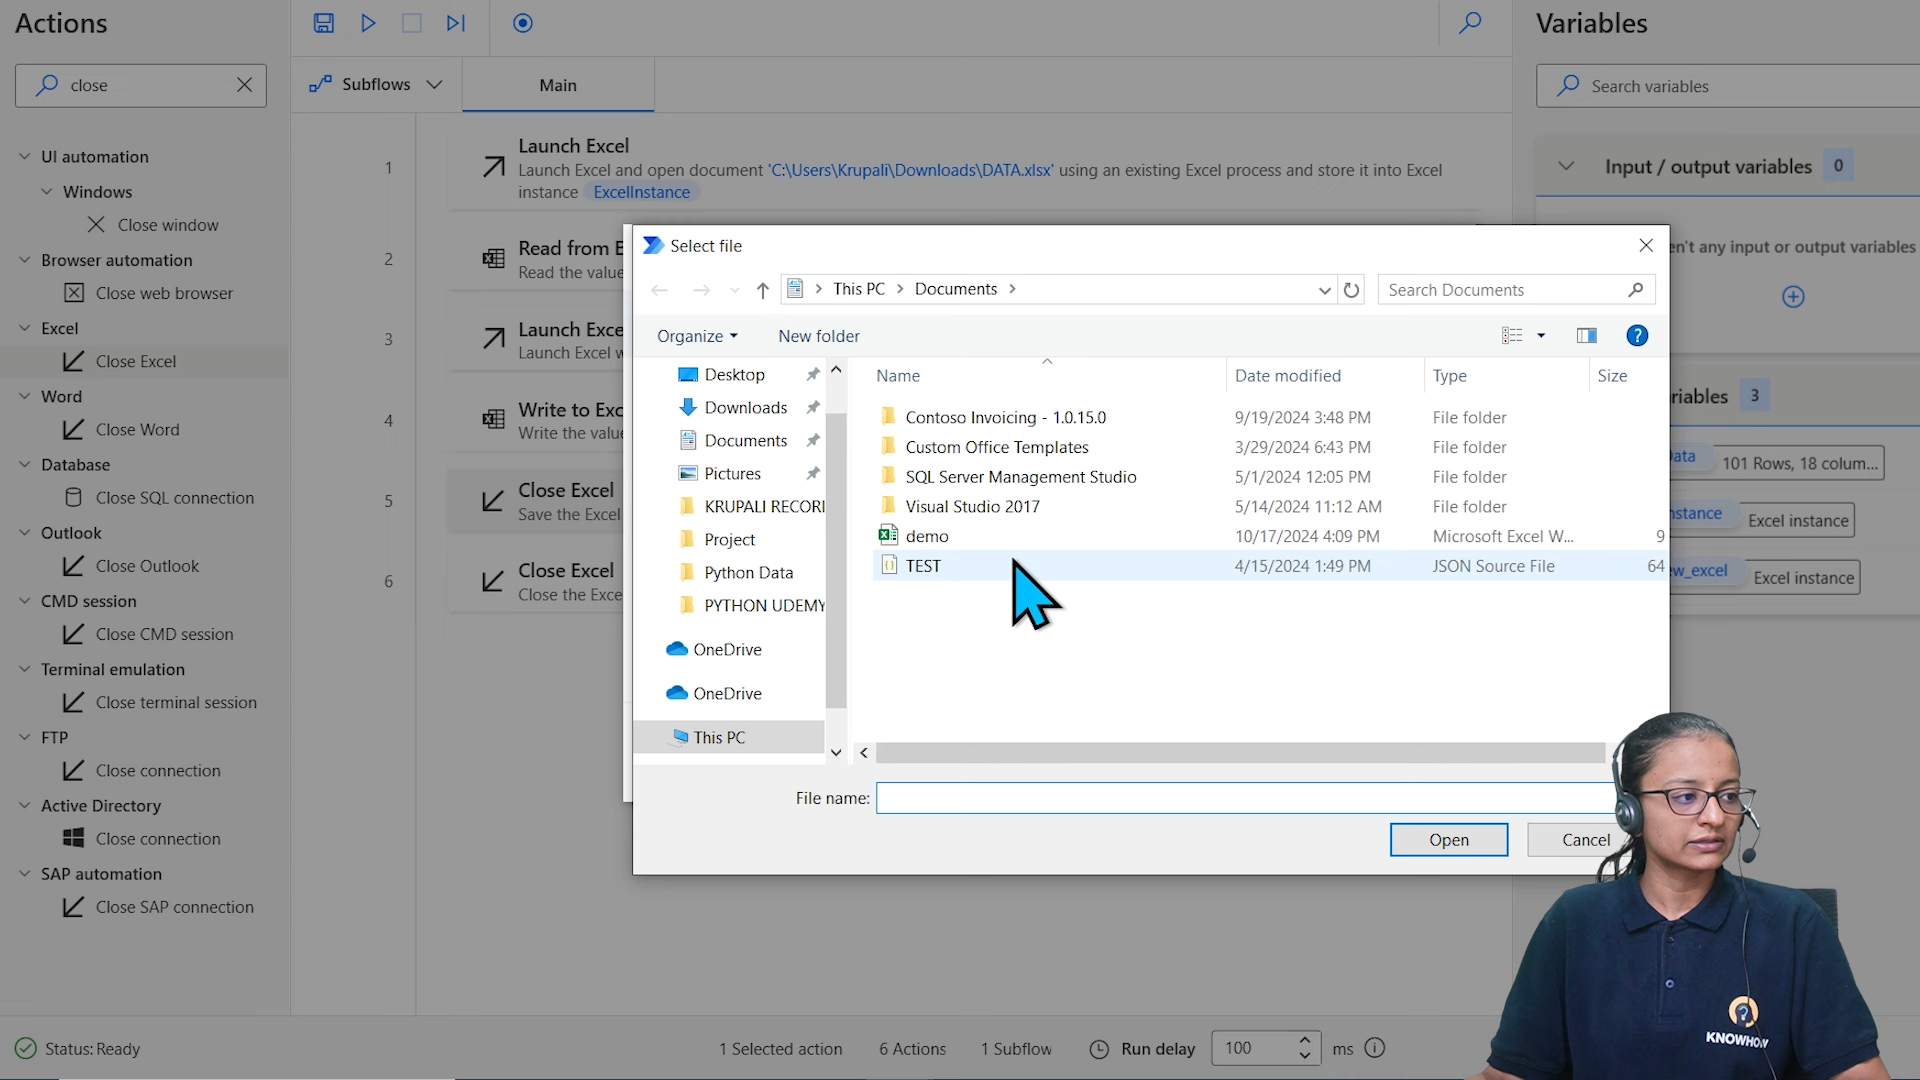 Actions
close
UI automation
Windows
Close window
Browser automation
Close web browser
Excel
Close Excel
Word
Close Word
Database
Close SQL connection
Outlook
Close Outlook
CMD session
Close CMD session
Terminal emulation
Close terminal session
FTP
Close connection
Active Directory
Close connection
SAP automation
Close SAP connection
Subflows
Main
1
Launch Excel
Launch Excel and open document 'C:\Users\Krupali\Downloads\DATA.xlsx' using an existing Excel process and store it into Excel
instance ExcelInstance
2
Read from E
Read the value
3
Launch Exce
Launch Excel w
4
Write to Exc
Write the value
5
Close Excel
Save the Excel
6
Close Excel
Close the Exce
Select file
This PC > Documents >
Search Documents
Organize
New folder
Desktop
Downloads
Documents
Pictures
KRUPALI RECORI
Project
Python Data
PYTHON UDEMY
OneDrive
OneDrive
This PC
Name Date modified Type Size
Contoso Invoicing - 1.0.15.0 9/19/2024 3:48 PM File folder
Custom Office Templates 3/29/2024 6:43 PM File folder
SQL Server Management Studio 5/1/2024 12:05 PM File folder
Visual Studio 2017 5/14/2024 11:12 AM File folder
demo 10/17/2024 4:09 PM Microsoft Excel W... 9
TEST 4/15/2024 1:49 PM JSON Source File 64
File name:
Open
Cancel
Variables
Search variables
Input / output variables 0
en't any input or output variables
riables 3
ata 101 Rows, 18 colum...
nstance Excel instance
ew_excel Excel instance
KNOWHOW
Status: Ready
1 Selected action
6 Actions
1 Subflow
Run delay
100
ms